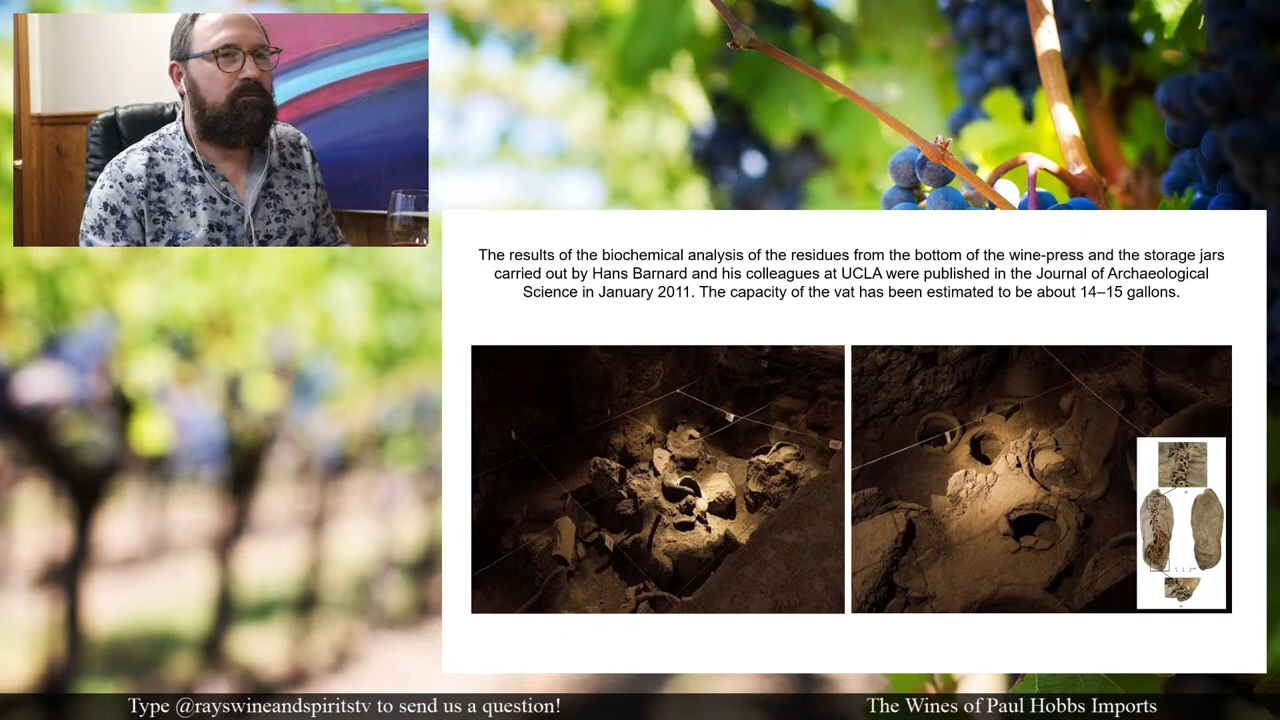 The results of the biochemical analysis of the residues from the bottom of the wine-press and the storage jars
carried out by Hans Barnard and his colleagues at UCLA were published in the Journal of Archaeological
Science in January 2011. The capacity of the vat has been estimated to be about 14–15 gallons.
Type @rayswineandspiritstv to send us a question!
The Wines of Paul Hobbs Imports